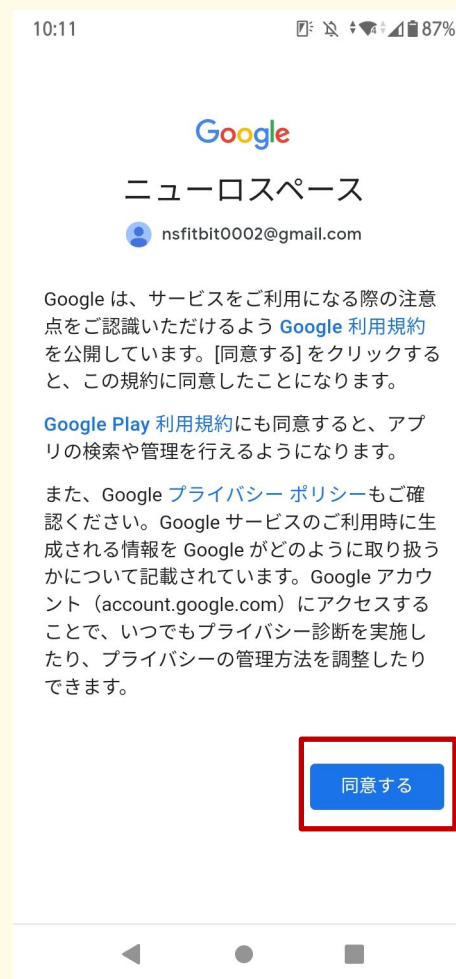 10:11
87%
Google
ニューロスペース
nsfitbit0002@gmail.com
Google は、サービスをご利用になる際の注意
点をご認識いただけるよう Google 利用規約
を公開しています。[同意する] をクリックする
と、この規約に同意したことになります。
Google Play 利用規約にも同意すると、アプ
リの検索や管理を行えるようになります。
また、Google プライバシー ポリシーもご確
認ください。Google サービスのご利用時に生
成される情報を Google がどのように取り扱う
かについて記載されています。Google アカウ
ント（account.google.com）にアクセスする
ことで、いつでもプライバシー診断を実施し
たり、プライバシーの管理方法を調整したり
できます。
同意する